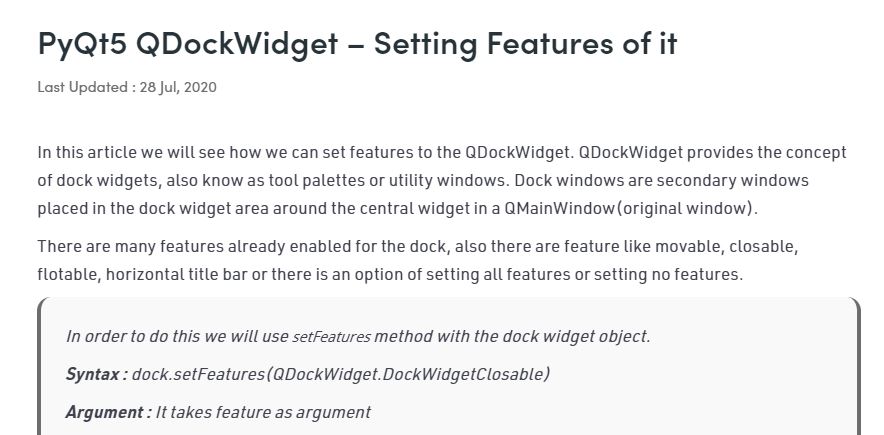 PyQt5 QDockWidget – Setting Features of it
Last Updated : 28 Jul, 2020
In this article we will see how we can set features to the QDockWidget. QDockWidget provides the concept
of dock widgets, also know as tool palettes or utility windows. Dock windows are secondary windows
placed in the dock widget area around the central widget in a QMainWindow(original window).
There are many features already enabled for the dock, also there are feature like movable, closable,
flotable, horizontal title bar or there is an option of setting all features or setting no features.
In order to do this we will use setFeatures method with the dock widget object.
Syntax : dock.setFeatures(QDockWidget.DockWidgetClosable)
Argument : It takes feature as argument